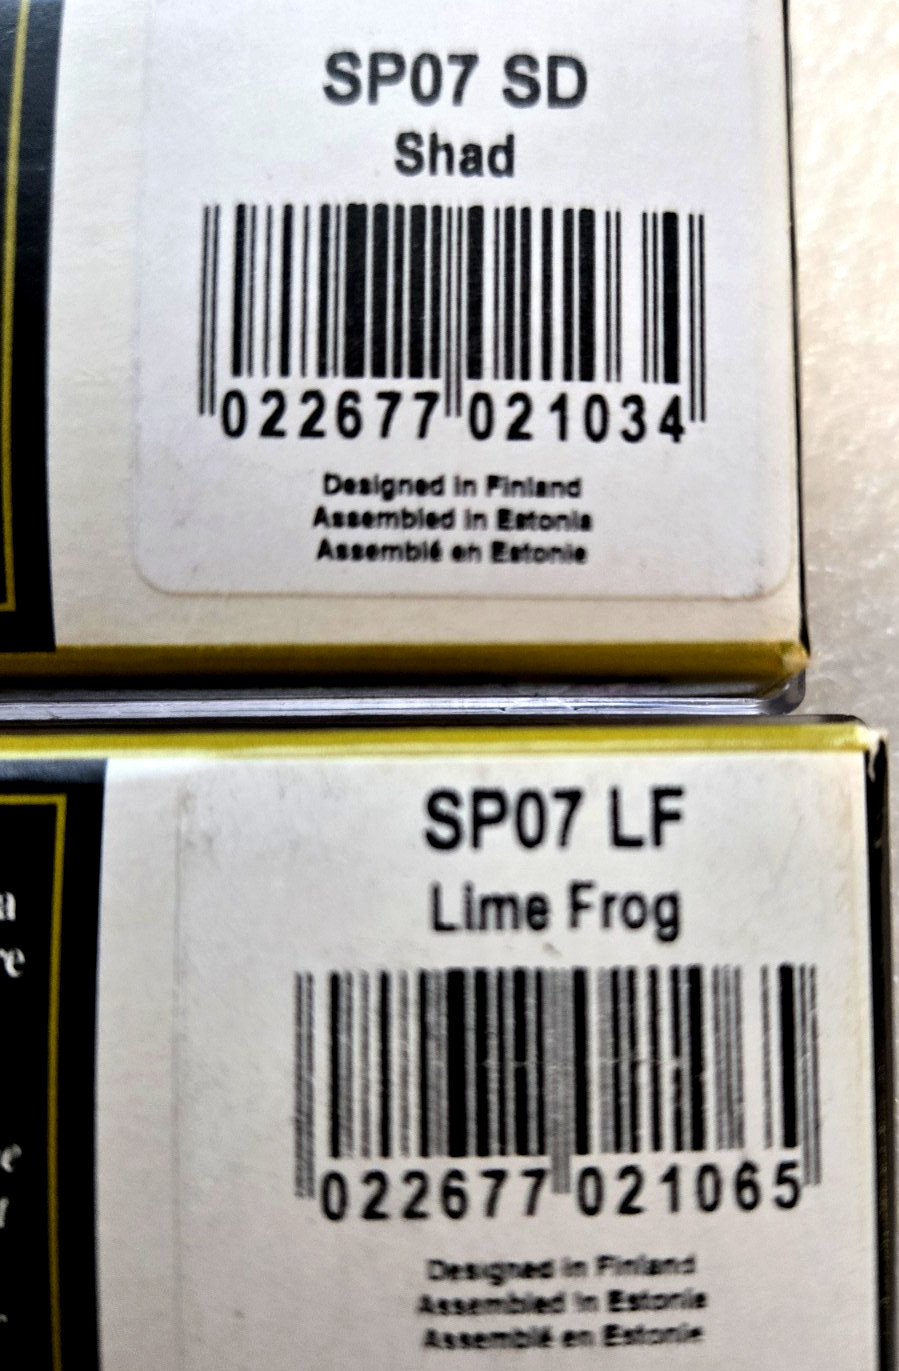 SP07 SD
Shad
022677 021034
Designed in Finland
Assembled in Estonia
Assemblé en Estonie
SP07 LF
Lime Frog
022677 021065
Designed in Finland
Assembled in Estonie
Assemblé en Estonie